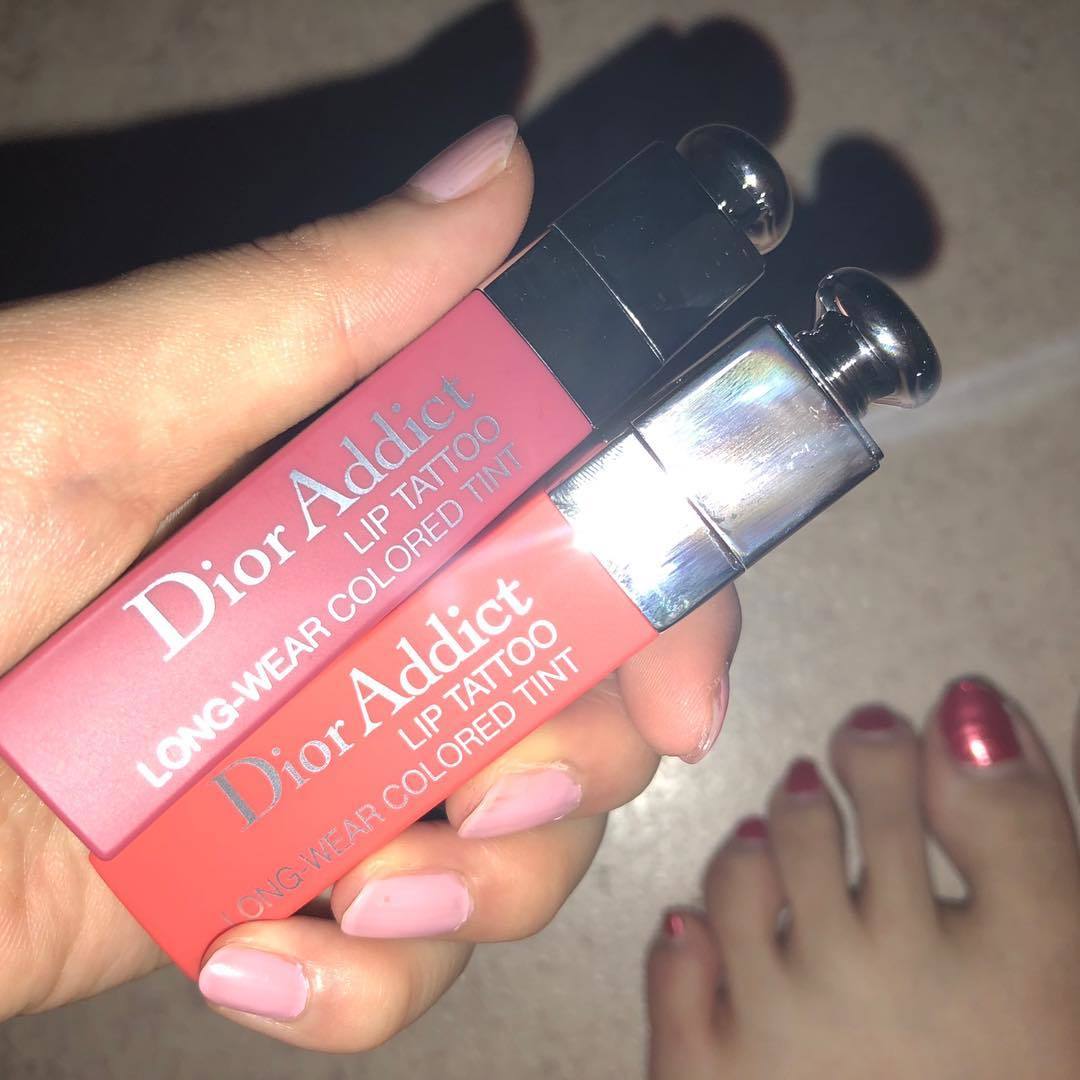 Dior Addict
LIP TATTOO
LONG-WEAR COLORED TINT
Dior Addict
LIP TATTOO
LONG-WEAR COLORED TINT